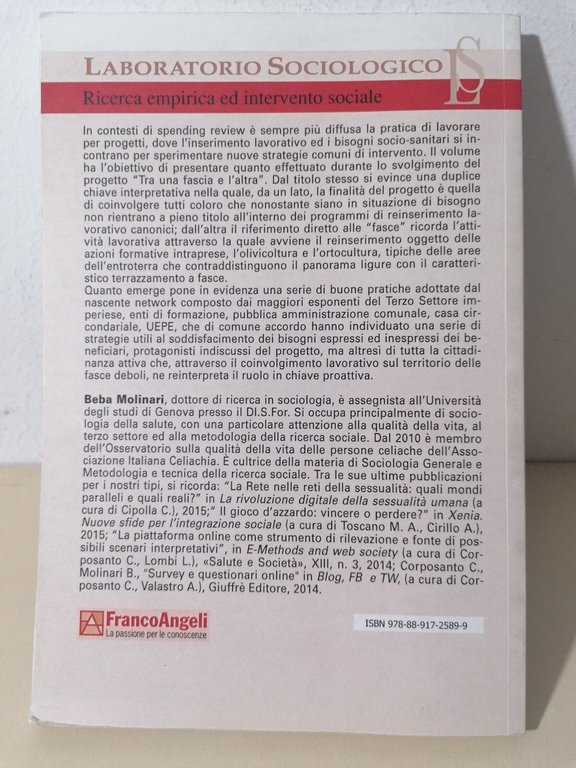 LABORATORIO SOCIOLOGICO
LS
Ricerca empirica ed intervento sociale
In contesti di spending review è sempre più diffusa la pratica di lavorare
per progetti, dove l'inserimento lavorativo ed i bisogni socio-sanitari si in-
contrano per sperimentare nuove strategie comuni di intervento. Il volume
ha l'obiettivo di presentare quanto effettuato durante lo svolgimento del
progetto "Tra una fascia e l'altra". Dal titolo stesso si evince una duplice
chiave interpretativa nella quale, da un lato, la finalità del progetto è quella
di coinvolgere tutti coloro che nonostante siano in situazione di bisogno
non rientrano a pieno titolo all'interno dei programmi di reinserimento la-
vorativo canonici; dall'altra il riferimento diretto alle "fasce" ricorda l'atti-
vità lavorativa attraverso la quale avviene il reinserimento oggetto delle
azioni formative intraprese, l'olivicoltura e l'ortocultura, tipiche delle aree
dell'entroterra che contraddistinguono il panorama ligure con il caratteri-
stico terrazzamento a fasce.
Quanto emerge pone in evidenza una serie di buone pratiche adottate dal
nascente network composto dai maggiori esponenti del Terzo Settore im-
periese, enti di formazione, pubblica amministrazione comunale, casa cir-
condariale, UEPE, che di comune accordo hanno individuato una serie di
strategie utili al soddisfacimento dei bisogni espressi ed inespressi dei be-
neficiari, protagonisti indiscussi del progetto, ma altresì di tutta la cittadi-
nanza attiva che, attraverso il coinvolgimento lavorativo sul territorio delle
fasce deboli, ne reinterpreta il ruolo in chiave proattiva.
Beba Molinari, dottore di ricerca in sociologia, è assegnista all'Università
degli studi di Genova presso il DI.S.For. Si occupa principalmente di socio-
logia della salute, con una particolare attenzione alla qualità della vita, al
terzo settore ed alla metodologia della ricerca sociale. Dal 2010 è membro
dell'Osservatorio sulla qualità della vita delle persone celiache dell'As-
sociazione Italiana Celiachia. È cultrice della materia di Sociologia Generale e
Metodologia e tecnica della ricerca sociale. Tra le sue ultime pubblicazioni
per i nostri tipi, si ricorda: "La Rete nelle reti della sessualità: quali mondi
paralleli e quali reali?" in La rivoluzione digitale della sessualità umana (a
cura di Cipolla C.), 2015;" Il gioco d'azzardo: vincere o perdere?" in Xenia.
Nuove sfide per l'integrazione sociale (a cura di Toscano M. A., Cirillo A.),
2015; "La piattaforma online come strumento di rilevazione e fonte di pos-
sibili scenari interpretativi", in E-Methods and web society (a cura di Cor-
posanto C., Lombi L.), «Salute e Società», XIII, n. 3, 2014; Corposanto C.,
Molinari B., "Survey e questionari online" in Blog, FB e TW, (a cura di Cor-
posanto C., Valastro A.), Giuffrè Editore, 2014.
FrancoAngeli
La passione per le conoscenze
ISBN 978-88-917-2589-9